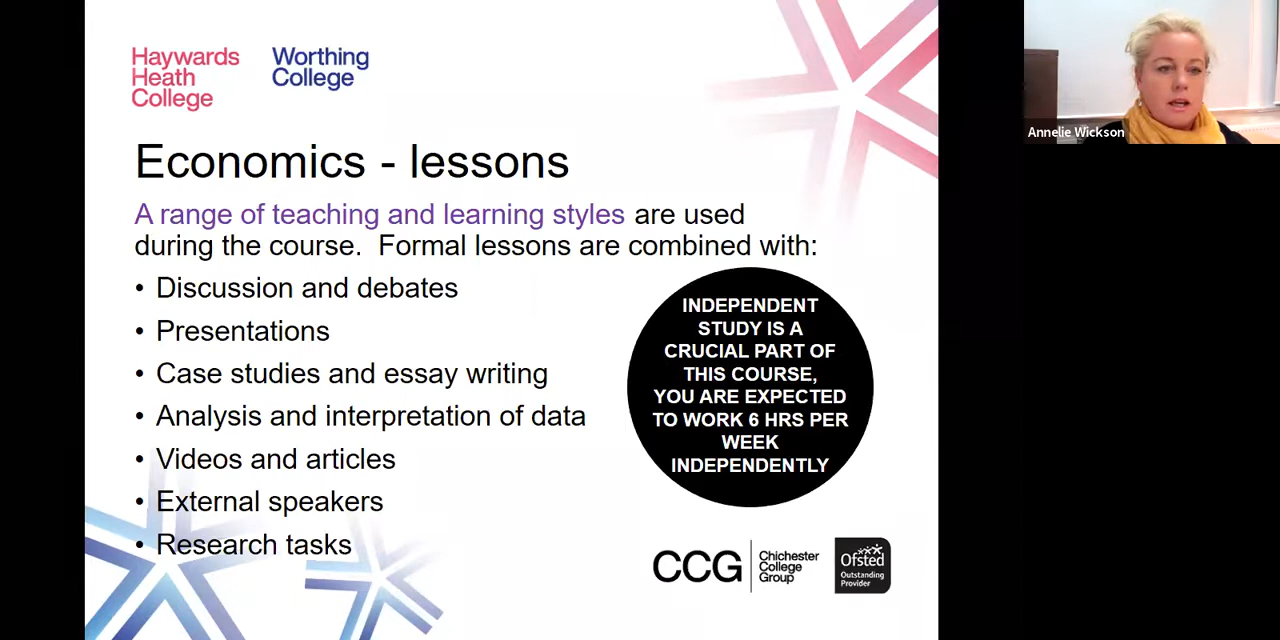 Haywards
Heath
College
Worthing
College
Economics - lessons
A range of teaching and learning styles are used
during the course.  Formal lessons are combined with:
• Discussion and debates
• Presentations
• Case studies and essay writing
• Analysis and interpretation of data
• Videos and articles
• External speakers
• Research tasks
INDEPENDENT
STUDY IS A
CRUCIAL PART OF
THIS COURSE,
YOU ARE EXPECTED
TO WORK 6 HRS PER
WEEK
INDEPENDENTLY
CCG
Chichester
College
Group
Ofsted
Outstanding
Provider
Annelie Wickson